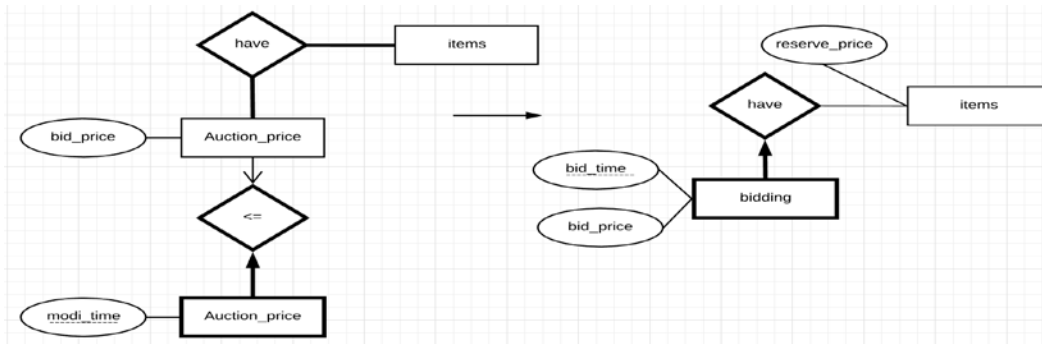 have
items
bid_price
Auction_price
<=
modi_time
Auction_price
reserve_price
have
items
bid_time
bidding
bid_price